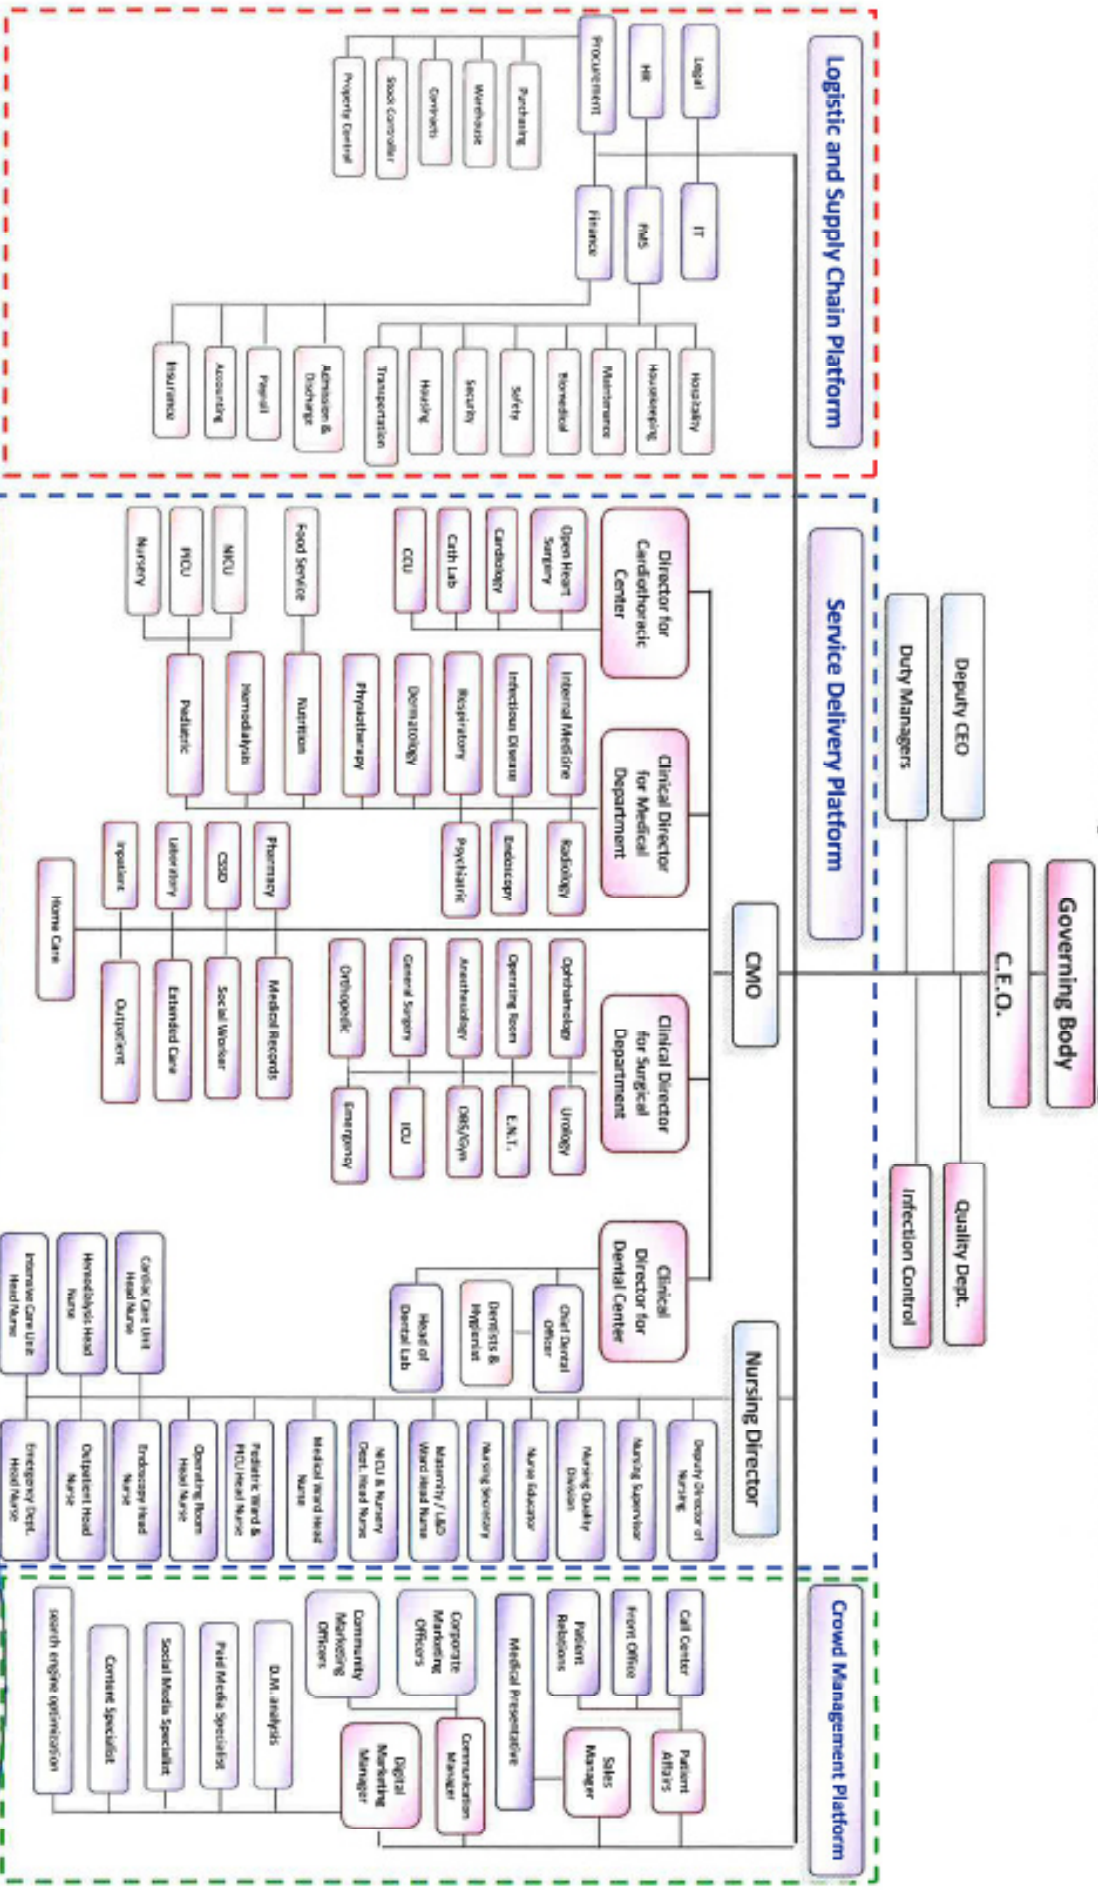 Governing Body
C.E.O.
Deputy CEO
Quality Dept.
Duty Managers
Infection Control
Logistic and Supply Chain Platform
Legal
IT
HR
FMS
Procurement
Finance
Purchasing
Warehouse
Contracts
Stock Controller
Property Control
Hospitality
Housekeeping
Maintenance
Biomedical
Safety
Security
Housing
Transportation
Admission &
Discharge
Payroll
Accounting
Insurance
Service Delivery Platform
CMO
Nursing Director
Director for
Cardiothoracic
Center
Open Heart
Surgery
Cardiology
Cath Lab
CCU
Clinical Director
for Medical
Department
Internal Medicine
Radiology
Infectious Disease
Endoscopy
Respiratory
Psychiatric
Dermatology
Physiotherapy
Food Service
Nutrition
Hemodialysis
NICU
PICU
Nursery
Pediatric
Clinical Director
for Surgical
Department
Ophthalmology
Urology
Operating Room
E.N.T.
Anesthesiology
OBS/Gyn
General Surgery
ICU
Orthopedic
Emergency
Pharmacy
Medical Records
CSSD
Social Worker
Laboratory
Extended Care
Inpatient
Outpatient
Home Care
Clinical
Director for
Dental Center
Chief Dental
Officer
Dentists &
Hygienist
Head of
Dental Lab
Deputy Director of
Nursing
Nursing Supervisor
Nursing Quality
Division
Nurse Educator
Nursing Secretary
Maternity / L&D
Ward Head Nurse
NICU & Nursery
Dept. Head Nurse
Medical Ward Head
Nurse
Pediatric Ward &
PICU Head Nurse
Operating Room
Head Nurse
Cardiac Care Unit
Head Nurse
Endoscopy Head
Nurse
Hemodialysis Head
Nurse
Outpatient Head
Nurse
Intensive Care Unit
Head Nurse
Emergency Dept.
Head Nurse
Crowd Management Platform
Call Center
Front Office
Patient
Relations
Patient
Affairs
Medical Presentative
Sales
Manager
Corporate
Marketing
Officers
Community
Marketing
Officers
Communication
Manager
Digital
Marketing
Manager
D.M. analysis
Paid Media Specialist
Social Media Specialist
Content Specialist
search engine optimization